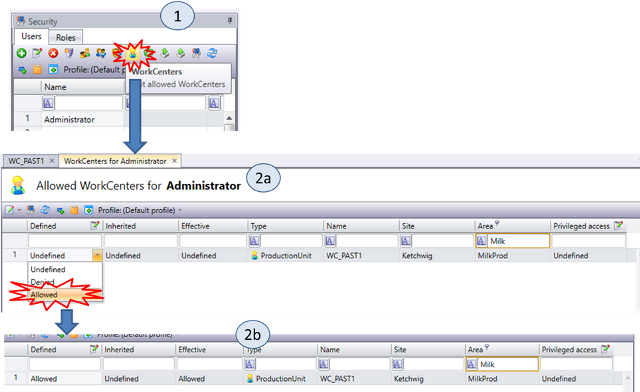 1
Security
Users Roles
Profile: (Default p
WorkCenters
it allowed WorkCenters
Name
1 Administrator
WC_PAST1 WorkCenters for Administrator
2a
Allowed WorkCenters for Administrator
Profile: (Default profile)
Defined Inherited Effective Type Name Site Area Privileged access
Milk
1 Undefined Undefined Undefined ProductionUnit WC_PAST1 Ketchwig MilkProd Undefined
Undefined
Denied
Allowed
Profile: (Default profile)
2b
Defined Inherited Effective Type Name Site Area Privileged access
Milk
1 Allowed Undefined Allowed ProductionUnit WC_PAST1 Ketchwig MilkProd Undefined